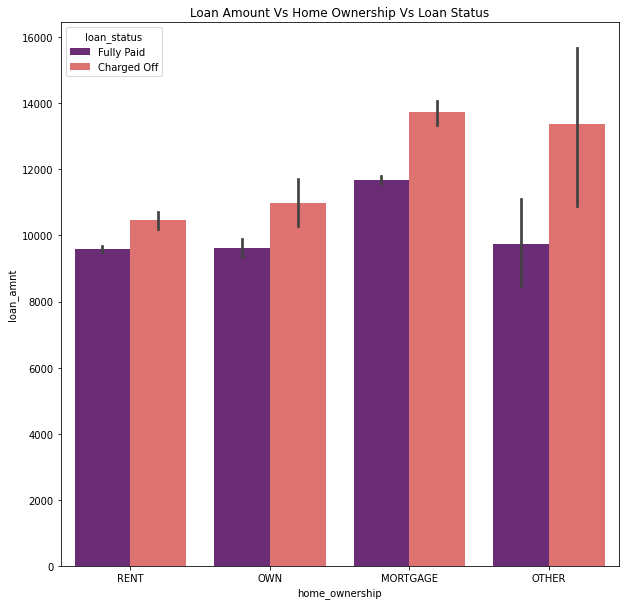 Loan Amount Vs Home Ownership Vs Loan Status
loan_status
Fully Paid
Charged Off
16000
14000
12000
10000
8000
6000
4000
2000
0
loan_amnt
RENT OWN MORTGAGE OTHER
home_ownership